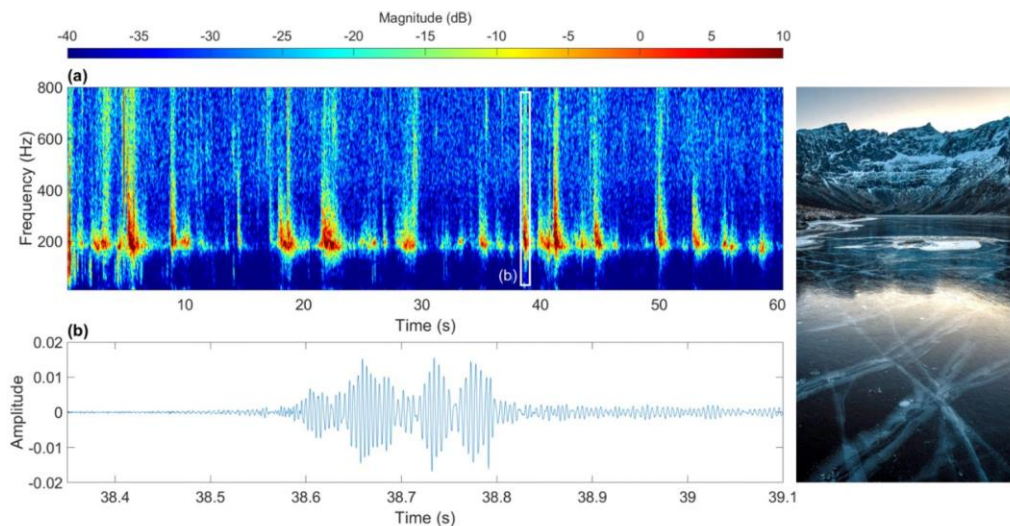 Magnitude (dB)
-40 -35 -30 -25 -20 -15 -10 -5 0 5 10
(a)
800
600
400
200
Frequency (Hz)
(b)
10 20 30 40 50 60
Time (s)
(b)
0.02
0.01
0
-0.01
-0.02
Amplitude
38.4 38.5 38.6 38.7 38.8 38.9 39 39.1
Time (s)